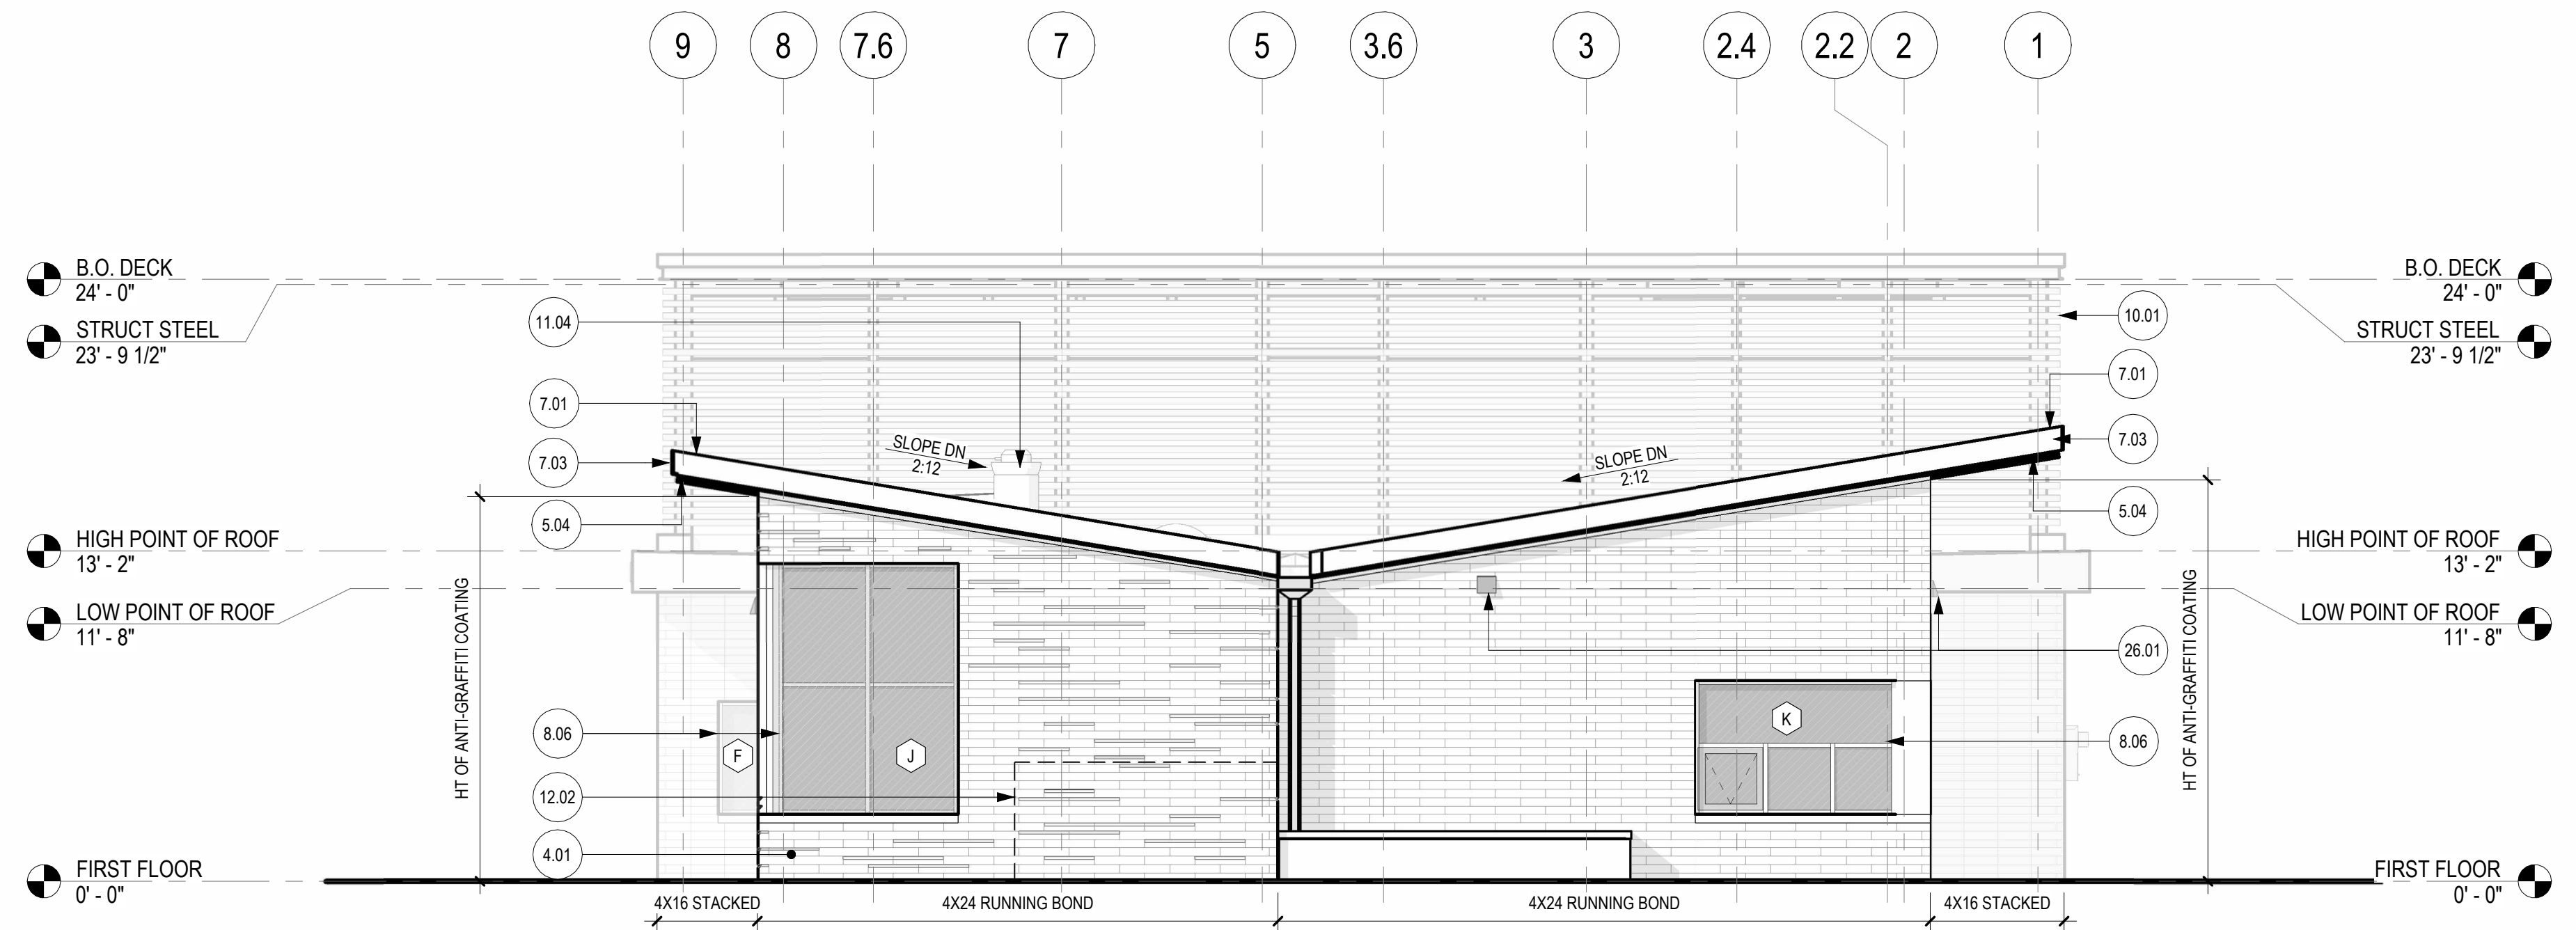 9 8 7.6 7 5 3.6 3 2.4 2.2 2 1
B.O. DECK
24' - 0"
STRUCT STEEL
23' - 9 1/2"
HIGH POINT OF ROOF
13' - 2"
LOW POINT OF ROOF
11' - 8"
FIRST FLOOR
0' - 0"
HT OF ANTI-GRAFFITI COATING
11.04
7.01
7.03
5.04
8.06
12.02
4.01
SLOPE DN
2:12
F
J
SLOPE DN
2:12
K
10.01
7.01
7.03
5.04
26.01
8.06
HT OF ANTI-GRAFFITI COATING
B.O. DECK
24' - 0"
STRUCT STEEL
23' - 9 1/2"
HIGH POINT OF ROOF
13' - 2"
LOW POINT OF ROOF
11' - 8"
FIRST FLOOR
0' - 0"
4X16 STACKED
4X24 RUNNING BOND
4X24 RUNNING BOND
4X16 STACKED